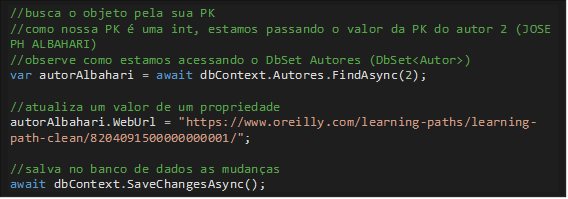 //busca o objeto pela sua PK
//como nossa PK é uma int, estamos passando o valor da PK do autor 2 (JOSE
PH ALBAHARI)
//observe como estamos acessando o DbSet Autores (DbSet<Autor>)
var autorAlbahari = await dbContext.Autores.FindAsync(2);
//atualiza um valor de um propriedade
autorAlbahari.WebUrl = "https://www.oreilly.com/learning-paths/learning-
path-clean/8204091500000000001/";
//salva no banco de dados as mudanças
await dbContext.SaveChangesAsync();